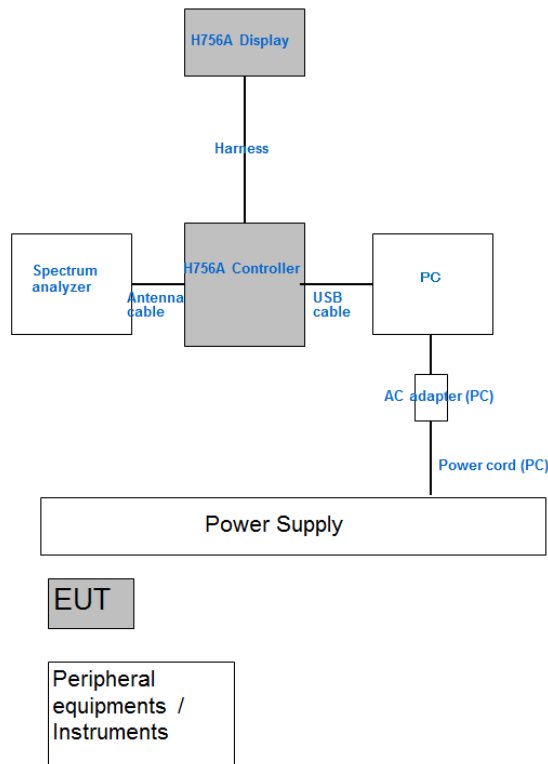 H756A Display
Harness
Spectrum
analyzer
Antenna
cable
H756A Controller
USB
cable
PC
AC adapter (PC)
Power cord (PC)
Power Supply
EUT
Peripheral
equipments /
Instruments